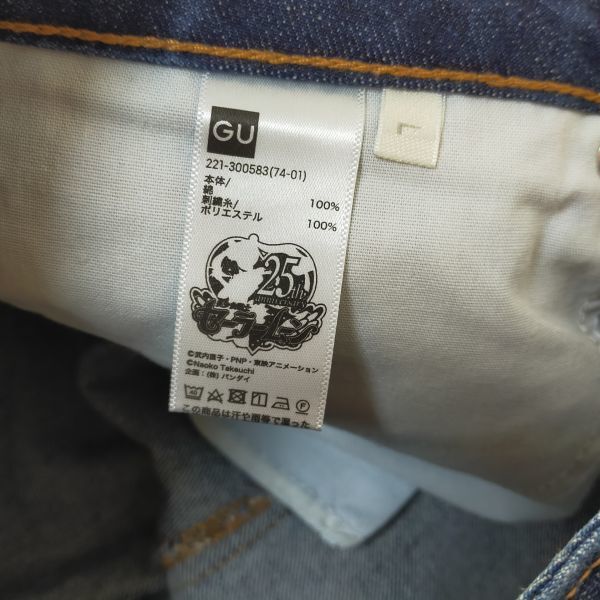 GU
L
221-300583(74-01)
本体/
綿 100%
刺繍糸/
ポリエステル 100%
25th
Anniversary
セーラームーン
©武内直子・PNP・東映アニメーション
©Naoko Takeuchi
企画：(株) バンダイ
40
F
この商品は汗や雨等で湿った